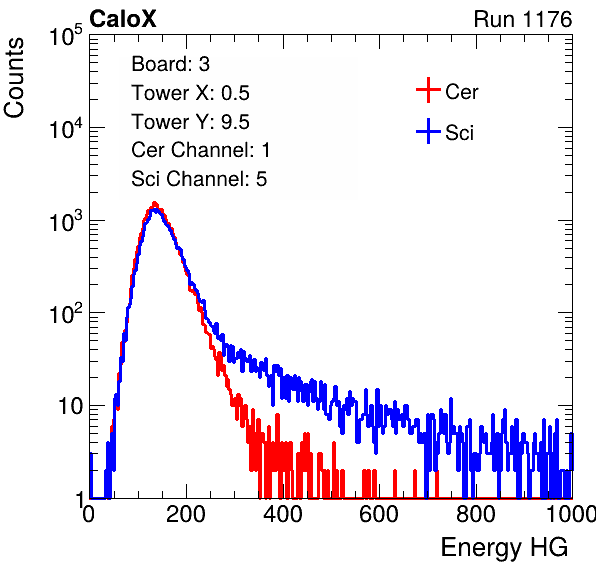 CaloX Run 1176
Counts
10^5
10^4
10^3
10^2
10
1
Board: 3
Tower X: 0.5
Tower Y: 9.5
Cer Channel: 1
Sci Channel: 5
Cer
Sci
0 200 400 600 800 1000
Energy HG